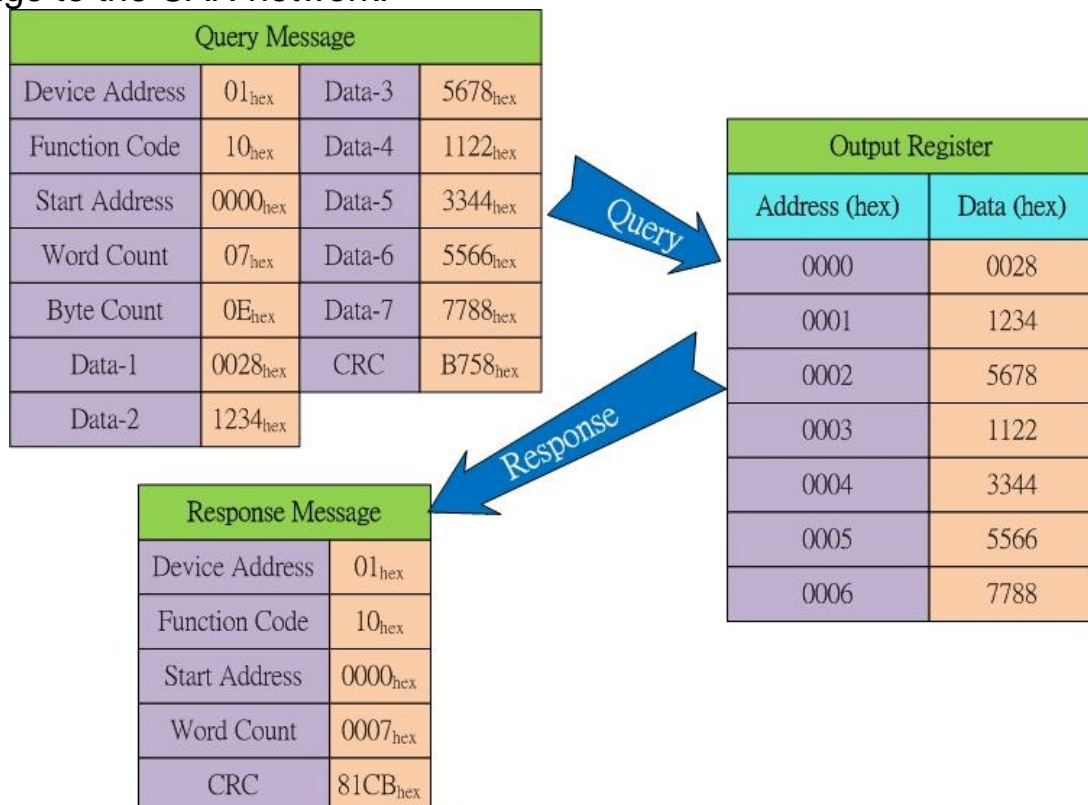 Query Message
Device Address 01hex Data-3 5678hex
Function Code 10hex Data-4 1122hex
Start Address 0000hex Data-5 3344hex
Word Count 07hex Data-6 5566hex
Byte Count 0Ehex Data-7 7788hex
Data-1 0028hex CRC B758hex
Data-2 1234hex
Query
Output Register
Address (hex) Data (hex)
0000 0028
0001 1234
0002 5678
0003 1122
0004 3344
0005 5566
0006 7788
Response
Response Message
Device Address 01hex
Function Code 10hex
Start Address 0000hex
Word Count 0007hex
CRC 81CBhex